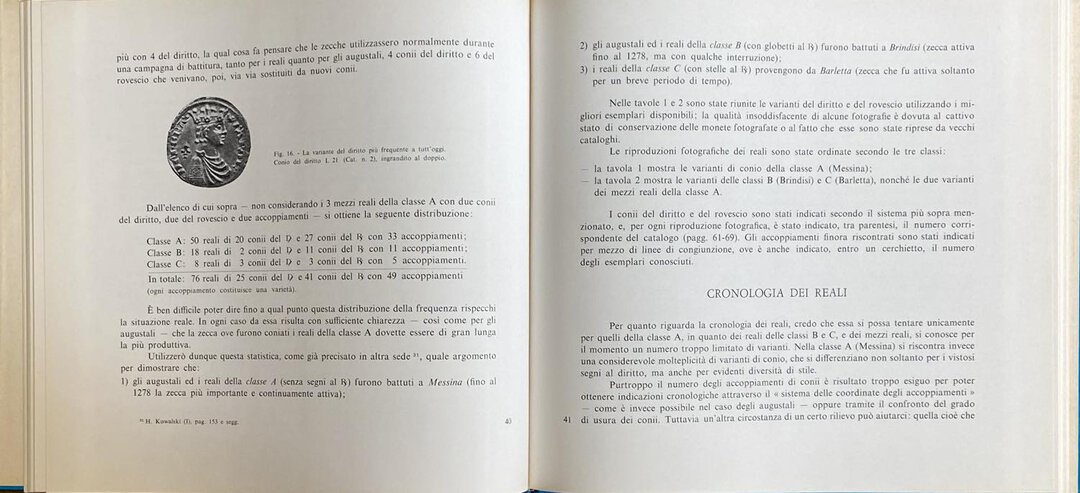 più con 4 del diritto, la qual cosa fa pensare che le zecche utilizzassero normalmente durante
una campagna di battitura, tanto per i reali quanto per gli augustali, 4 conii del diritto e 6 del
rovescio che venivano, poi, via via sostituiti da nuovi conii.
Fig. 16. - La variante del diritto più frequente a tutt'oggi.
Conio del diritto I, 21 (Cat. n. 2), ingrandito al doppio.
Dall'elenco di cui sopra — non considerando i 3 mezzi reali della classe A con due conii
del diritto, due del rovescio e due accoppiamenti — si ottiene la seguente distribuzione:
Classe A: 50 reali di 20 conii del D e 27 conii del R con 33 accoppiamenti;
Classe B: 18 reali di 2 conii del D e 11 conii del R con 11 accoppiamenti;
Classe C: 8 reali di 3 conii del D e 3 conii del R con 5 accoppiamenti.
In totale: 76 reali di 25 conii del D e 41 conii del R con 49 accoppiamenti
(ogni accoppiamento costituisce una varietà).
È ben difficile poter dire fino a qual punto questa distribuzione della frequenza rispecchi
la situazione reale. In ogni caso da essa risulta con sufficiente chiarezza — così come per gli
augustali — che la zecca ove furono coniati i reali della classe A dovette essere di gran lunga
la più produttiva.
Utilizzerò dunque questa statistica, come già precisato in altra sede ³¹, quale argomento
per dimostrare che:
1) gli augustali ed i reali della classe A (senza segni al R) furono battuti a Messina (fino al
1278 la zecca più importante e continuamente attiva);
³¹ H. Kowalski (I), pag. 153 e segg.
40
2) gli augustali ed i reali della classe B (con globetti al R) furono battuti a Brindisi (zecca attiva
fino al 1278, ma con qualche interruzione);
3) i reali della classe C (con stelle al R) provengono da Barletta (zecca che fu attiva soltanto
per un breve periodo di tempo).
Nelle tavole 1 e 2 sono state riunite le varianti del diritto e del rovescio utilizzando i mi-
gliori esemplari disponibili; la qualità insoddisfacente di alcune fotografie è dovuta al cattivo
stato di conservazione delle monete fotografate o al fatto che esse sono state riprese da vecchi
cataloghi.
Le riproduzioni fotografiche dei reali sono state ordinate secondo le tre classi:
— la tavola 1 mostra le varianti di conio della classe A (Messina);
— la tavola 2 mostra le varianti delle classi B (Brindisi) e C (Barletta), nonché le due varianti
dei mezzi reali della classe A.
I conii del diritto e del rovescio sono stati indicati secondo il sistema più sopra men-
zionato, e, per ogni riproduzione fotografica, è stato indicato, tra parentesi, il numero corri-
spondente del catalogo (pagg. 61-69). Gli accoppiamenti finora riscontrati sono stati indicati
per mezzo di linee di congiunzione, ove è anche indicato, entro un cerchietto, il numero
degli esemplari conosciuti.
CRONOLOGIA DEI REALI
Per quanto riguarda la cronologia dei reali, credo che essa si possa tentare unicamente
per quelli della classe A, in quanto dei reali delle classi B e C, e dei mezzi reali, si conosce per
il momento un numero troppo limitato di varianti. Nella classe A (Messina) si riscontra invece
una considerevole molteplicità di varianti di conio, che si differenziano non soltanto per i vistosi
segni al diritto, ma anche per evidenti diversità di stile.
Purtroppo il numero degli accoppiamenti di conii è risultato troppo esiguo per poter
ottenere indicazioni cronologiche attraverso il « sistema delle coordinate degli accoppiamenti »
— come è invece possibile nel caso degli augustali — oppure tramite il confronto del grado
di usura dei conii. Tuttavia un'altra circostanza di un certo rilievo può aiutarci: quella cioè che
41